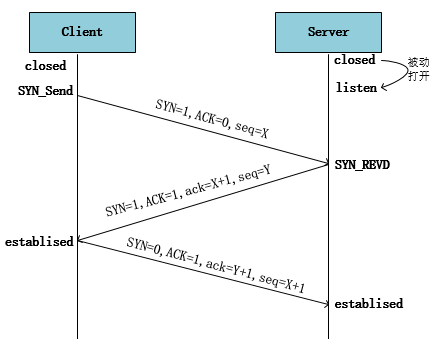 Client
Server
closed
closed
被动
打开
SYN_Send
listen
SYN=1, ACK=0, seq=X
SYN_REVD
SYN=1, ACK=1, ack=X+1, seq=Y
establised
SYN=0, ACK=1, ack=Y+1, seq=X+1
establised